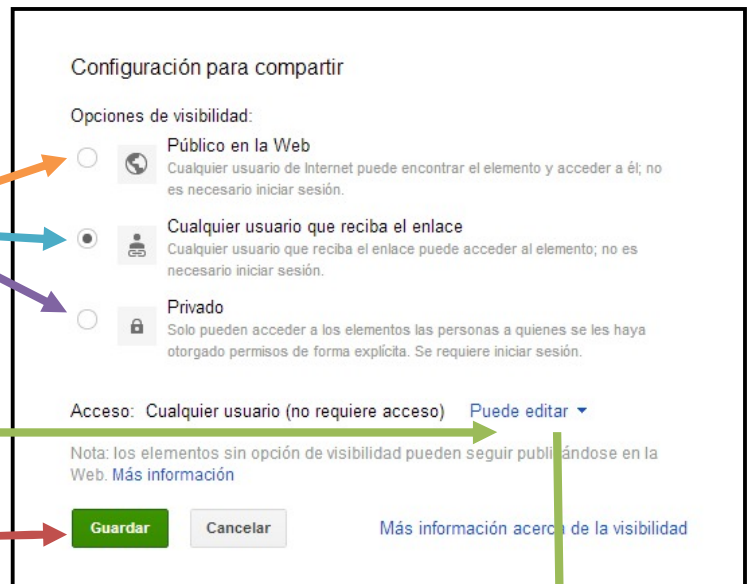 Configuración para compartir
Opciones de visibilidad:
Público en la Web
Cualquier usuario de Internet puede encontrar el elemento y acceder a él; no
es necesario iniciar sesión.
Cualquier usuario que reciba el enlace
Cualquier usuario que reciba el enlace puede acceder al elemento; no es
necesario iniciar sesión.
Privado
Solo pueden acceder a los elementos las personas a quienes se les haya
otorgado permisos de forma explícita. Se requiere iniciar sesión.
Acceso: Cualquier usuario (no requiere acceso) Puede editar
Nota: los elementos sin opción de visibilidad pueden seguir publicándose en la
Web. Más información
Guardar Cancelar Más información acerca de la visibilidad